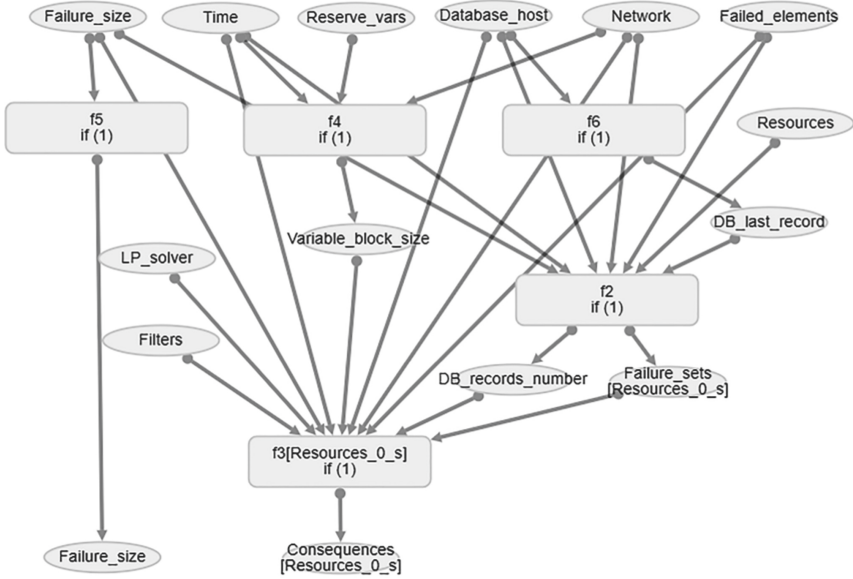 Failure_size
Time
Reserve_vars
Database_host
Network
Failed_elements
f5
if (1)
f4
if (1)
f6
if (1)
Resources
DB_last_record
Variable_block_size
LP_solver
f2
if (1)
Filters
DB_records_number
Failure_sets
[Resources_0_s]
f3[Resources_0_s]
if (1)
Failure_size
Consequences
[Resources_0_s]